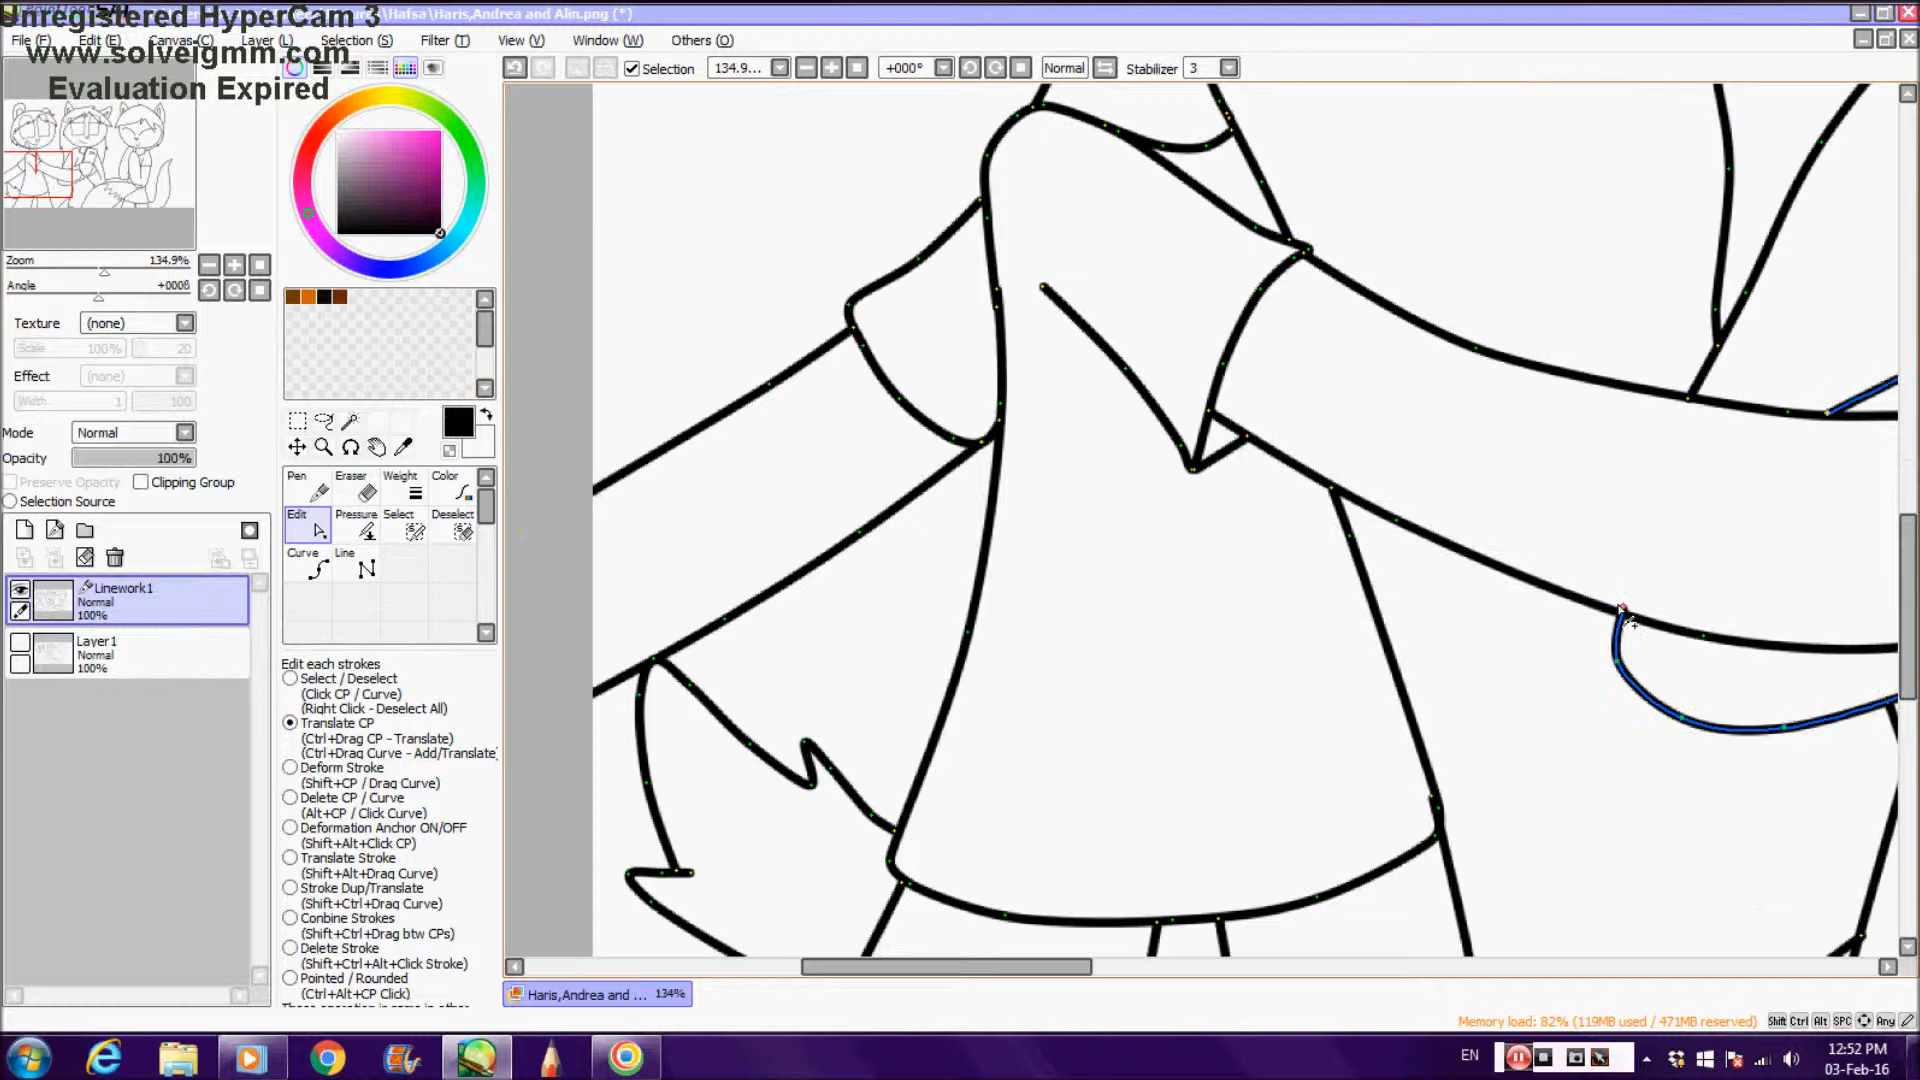 Unregistered HyperCam 3
www.solveigmm.com
Evaluation Expired
\Hafsa\Haris,Andrea and Alin.png (*)
File (F) Edit (E) Canvas (C) Layer (L) Selection (S) Filter (T) View (V) Window (W) Others (O)
Selection 134.9... +000° Normal Stabilizer 3
Zoom 134.9%
Angle +000ß
Texture (none)
Scale 100% 20
Effect (none)
Width 1 100
Mode Normal
Opacity 100%
Preserve Opacity Clipping Group
Selection Source
Linework1
Normal
100%
Layer1
Normal
100%
Pen Eraser Weight Color
Edit Pressure Select Deselect
Curve Line
Edit each strokes
Select / Deselect
(Click CP / Curve)
(Right Click - Deselect All)
Translate CP
(Ctrl+Drag CP - Translate)
(Ctrl+Drag Curve - Add/Translate)
Deform Stroke
(Shift+CP / Drag Curve)
Delete CP / Curve
(Alt+CP / Click Curve)
Deformation Anchor ON/OFF
(Shift+Alt+Click CP)
Translate Stroke
(Shift+Alt+Drag Curve)
Stroke Dup/Translate
(Shift+Ctrl+Drag Curve)
Conbine Strokes
(Shift+Ctrl+Drag btw CPs)
Delete Stroke
(Shift+Ctrl+Alt+Click Stroke)
Pointed / Rounded
(Ctrl+Alt+CP Click)
Haris,Andrea and ... 134%
Memory load: 82% (119MB used / 471MB reserved) Shift Ctrl Alt SPC Any
EN
12:52 PM
03-Feb-16